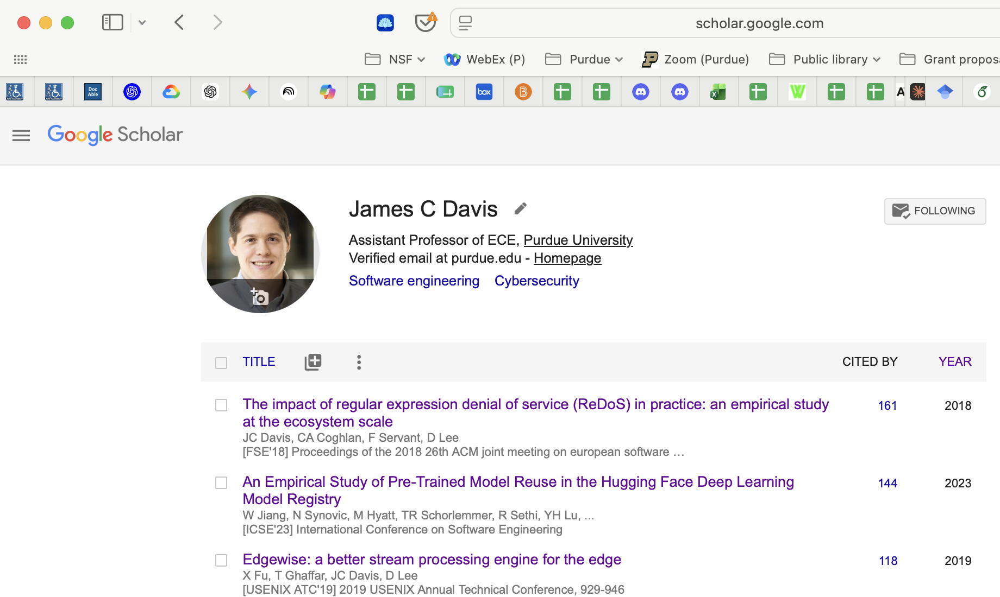 scholar.google.com
NSF
WebEx (P)
Purdue
Zoom (Purdue)
Public library
Grant propos
Doc
Able
box
Google Scholar
James C Davis
FOLLOWING
Assistant Professor of ECE, Purdue University
Verified email at purdue.edu - Homepage
Software engineering Cybersecurity
TITLE CITED BY YEAR
The impact of regular expression denial of service (ReDoS) in practice: an empirical study 161 2018
at the ecosystem scale
JC Davis, CA Coghlan, F Servant, D Lee
[FSE'18] Proceedings of the 2018 26th ACM joint meeting on european software …
An Empirical Study of Pre-Trained Model Reuse in the Hugging Face Deep Learning 144 2023
Model Registry
W Jiang, N Synovic, M Hyatt, TR Schorlemmer, R Sethi, YH Lu, ...
[ICSE'23] International Conference on Software Engineering
Edgewise: a better stream processing engine for the edge 118 2019
X Fu, T Ghaffar, JC Davis, D Lee
[USENIX ATC'19] 2019 USENIX Annual Technical Conference, 929-946